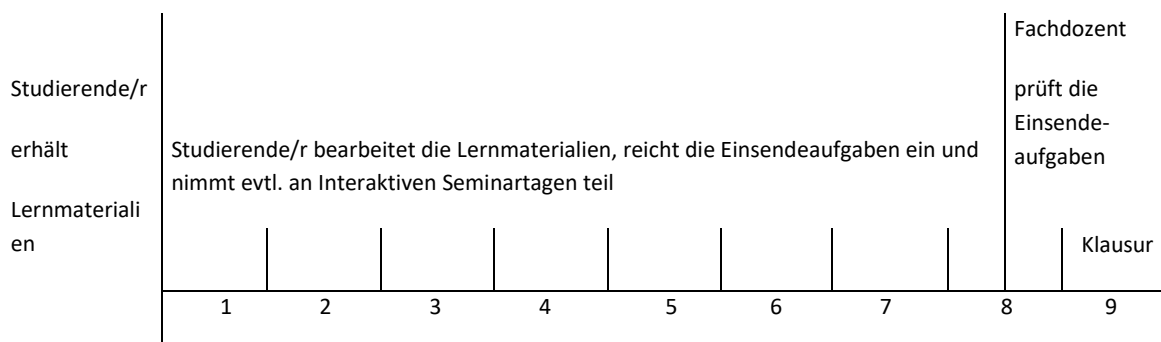 Studierende/r
erhält
Lernmateriali
en
Studierende/r bearbeitet die Lernmaterialien, reicht die Einsendeaufgaben ein und
nimmt evtl. an Interaktiven Seminartagen teil
Fachdozent
prüft die
Einsende-
aufgaben
Klausur
1 2 3 4 5 6 7 8 9